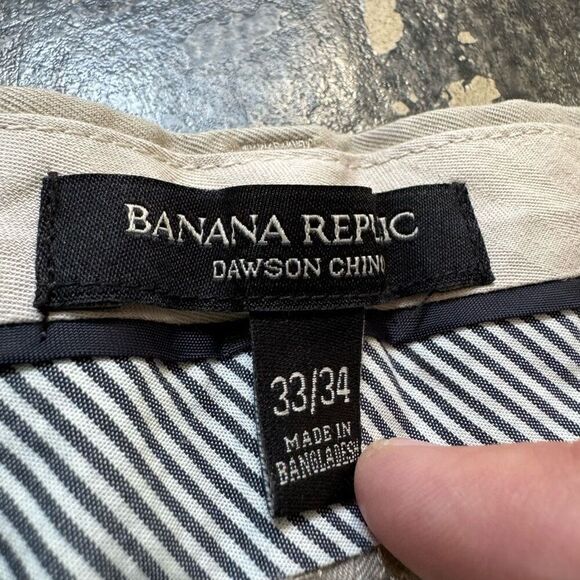 BANANA REPUBLIC
DAWSON CHINO
33/34
MADE IN
BANGLADESH